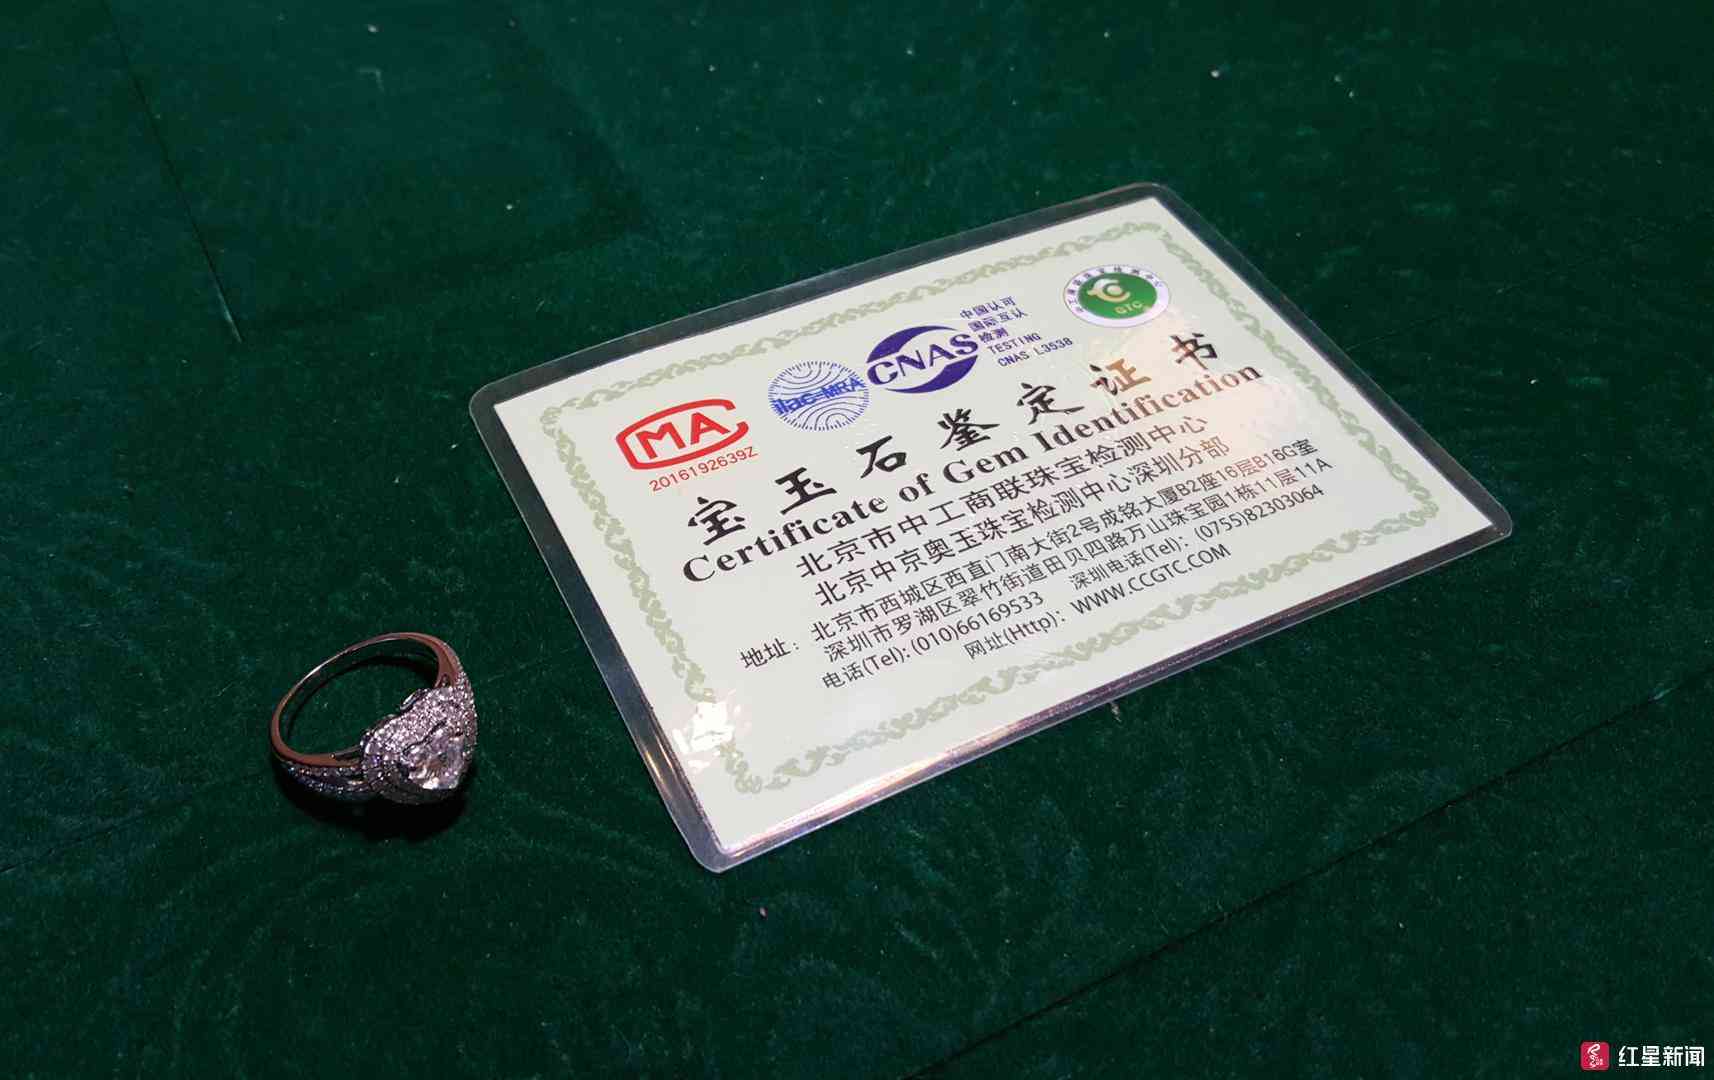 MA
2016192639Z
ilac-MRA
CNAS
中国认可
国际互认
检测
TESTING
CNAS L3538
GTC
宝玉石鉴定证书
Certificate of Gem Identification
北京市中工商联珠宝检测中心
北京中京奥玉珠宝检测中心深圳分部
地址：北京市西城区西直门南大街2号成铭大厦B2座16层B16G室
深圳市罗湖区翠竹街道田贝四路万山珠宝园1栋11层11A
电话(Tel): (010)66169533 深圳电话(Tel)：(0755)82303064
网址(Http)：WWW.CCGTC.COM
红星新闻